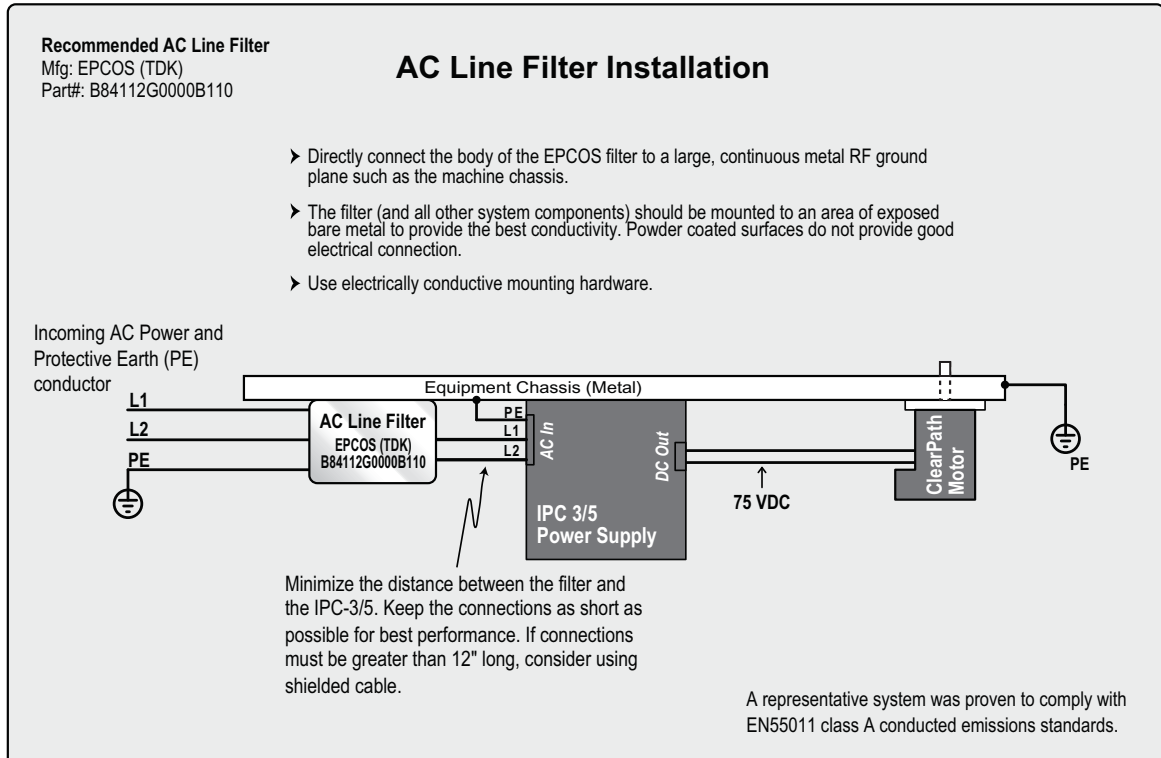 Recommended AC Line Filter
Mfg: EPCOS (TDK)
Part#: B84112G0000B110
AC Line Filter Installation
Directly connect the body of the EPCOS filter to a large, continuous metal RF ground
plane such as the machine chassis.
The filter (and all other system components) should be mounted to an area of exposed
bare metal to provide the best conductivity. Powder coated surfaces do not provide good
electrical connection.
Use electrically conductive mounting hardware.
Incoming AC Power and
Protective Earth (PE)
conductor
L1
L2
PE
Equipment Chassis (Metal)
AC Line Filter
EPCOS (TDK)
B84112G0000B110
PE
L1
L2
AC In
DC Out
IPC 3/5
Power Supply
75 VDC
ClearPath
Motor
PE
Minimize the distance between the filter and
the IPC-3/5. Keep the connections as short as
possible for best performance. If connections
must be greater than 12" long, consider using
shielded cable.
A representative system was proven to comply with
EN55011 class A conducted emissions standards.